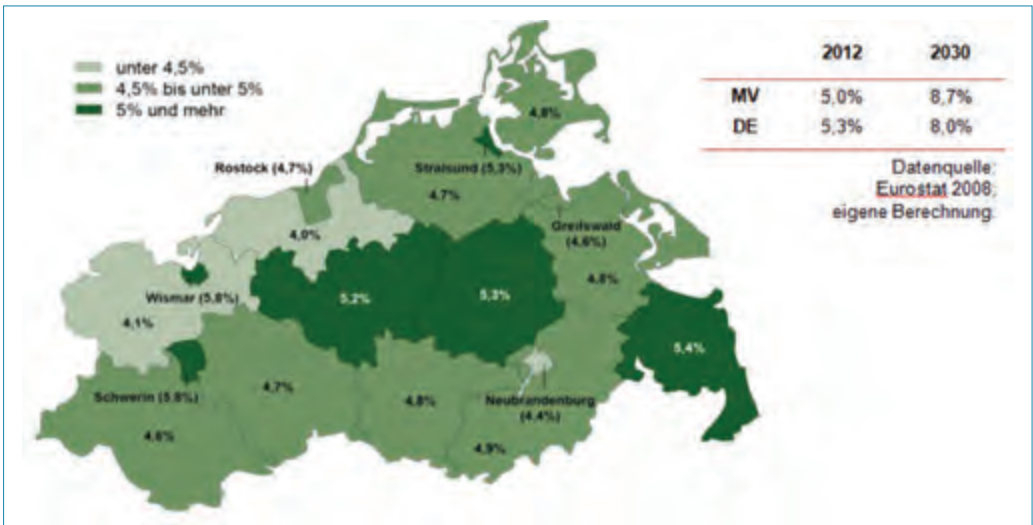 unter 4,5%
4,5% bis unter 5%
5% und mehr
2012 2030
MV 5,0% 8,7%
DE 5,3% 8,0%
Datenquelle:
Eurostat 2008;
eigene Berechnung.
4,8%
Rostock (4,7%)
Stralsund (5,3%)
4,7%
4,0%
Greifswald
(4,6%)
4,8%
Wismar (5,8%)
5,2%
5,3%
4,1%
5,4%
Schwerin (5,8%)
4,7%
4,8%
Neubrandenburg
(4,4%)
4,6%
4,9%